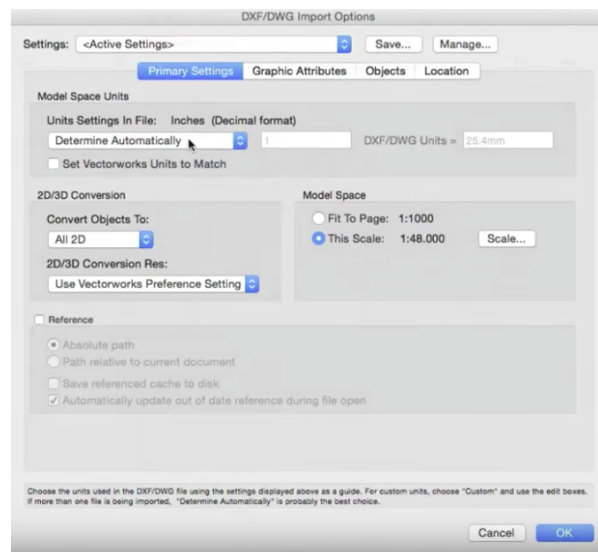 DXF/DWG Import Options
Settings: <Active Settings> Save... Manage...
Primary Settings Graphic Attributes Objects Location
Model Space Units
Units Settings In File: Inches (Decimal format)
Determine Automatically 1 DXF/DWG Units = 25.4mm
Set Vectorworks Units to Match
2D/3D Conversion Model Space
Convert Objects To: Fit To Page: 1:1000
All 2D This Scale: 1:48.000 Scale...
2D/3D Conversion Res:
Use Vectorworks Preference Setting
Reference
Absolute path
Path relative to current document
Save referenced cache to disk
Automatically update out of date reference during file open
Choose the units used in the DXF/DWG file using the settings displayed above as a guide. For custom units, choose "Custom" and use the edit boxes.
If more than one file is being imported, "Determine Automatically" is probably the best choice.
Cancel OK